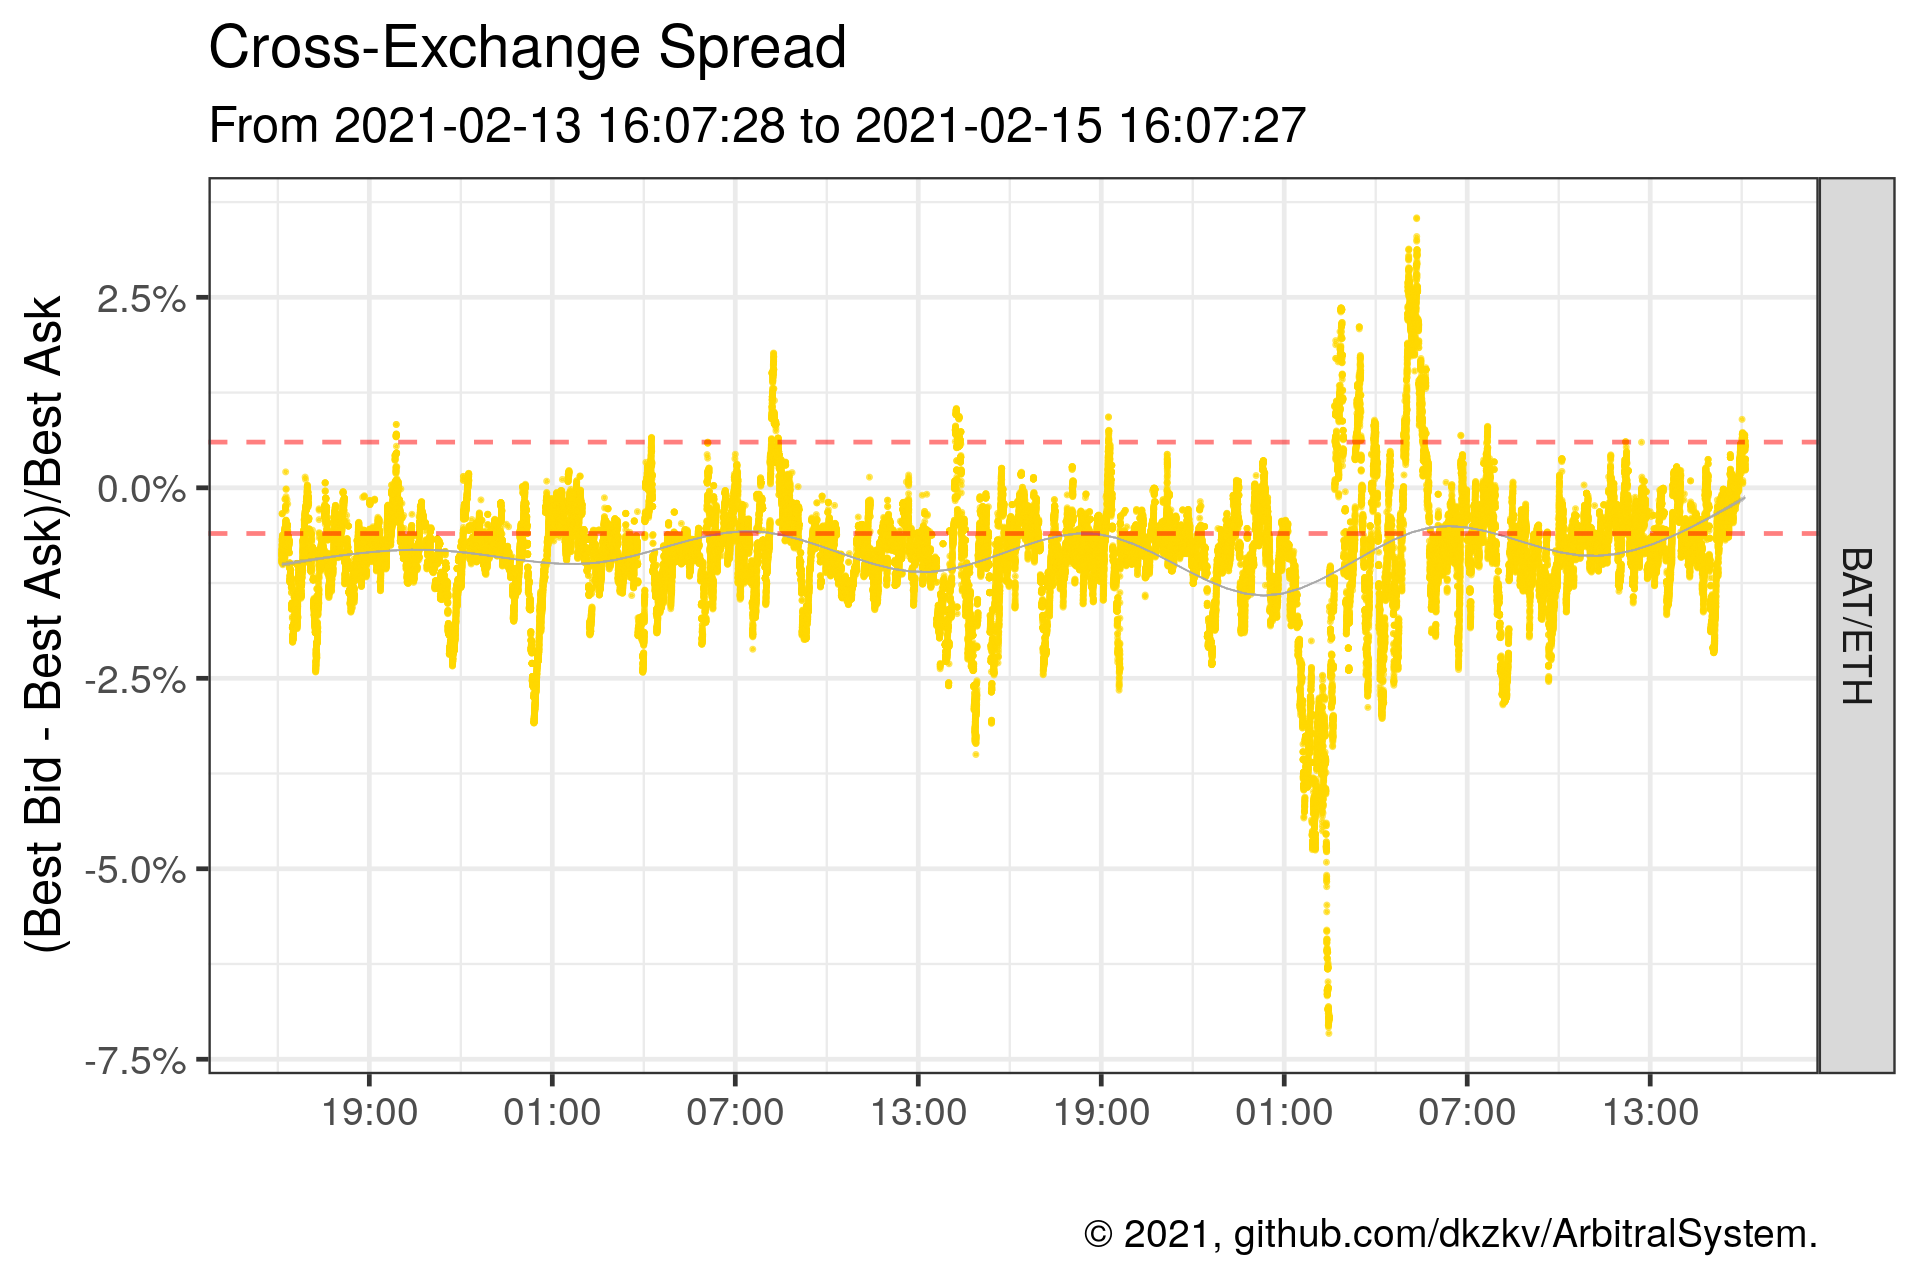 Cross-Exchange Spread
From 2021-02-13 16:07:28 to 2021-02-15 16:07:27
(Best Bid - Best Ask)/Best Ask
2.5%
0.0%
-2.5%
-5.0%
-7.5%
BAT/ETH
19:00 01:00 07:00 13:00 19:00 01:00 07:00 13:00
© 2021, github.com/dkzkv/ArbitralSystem.